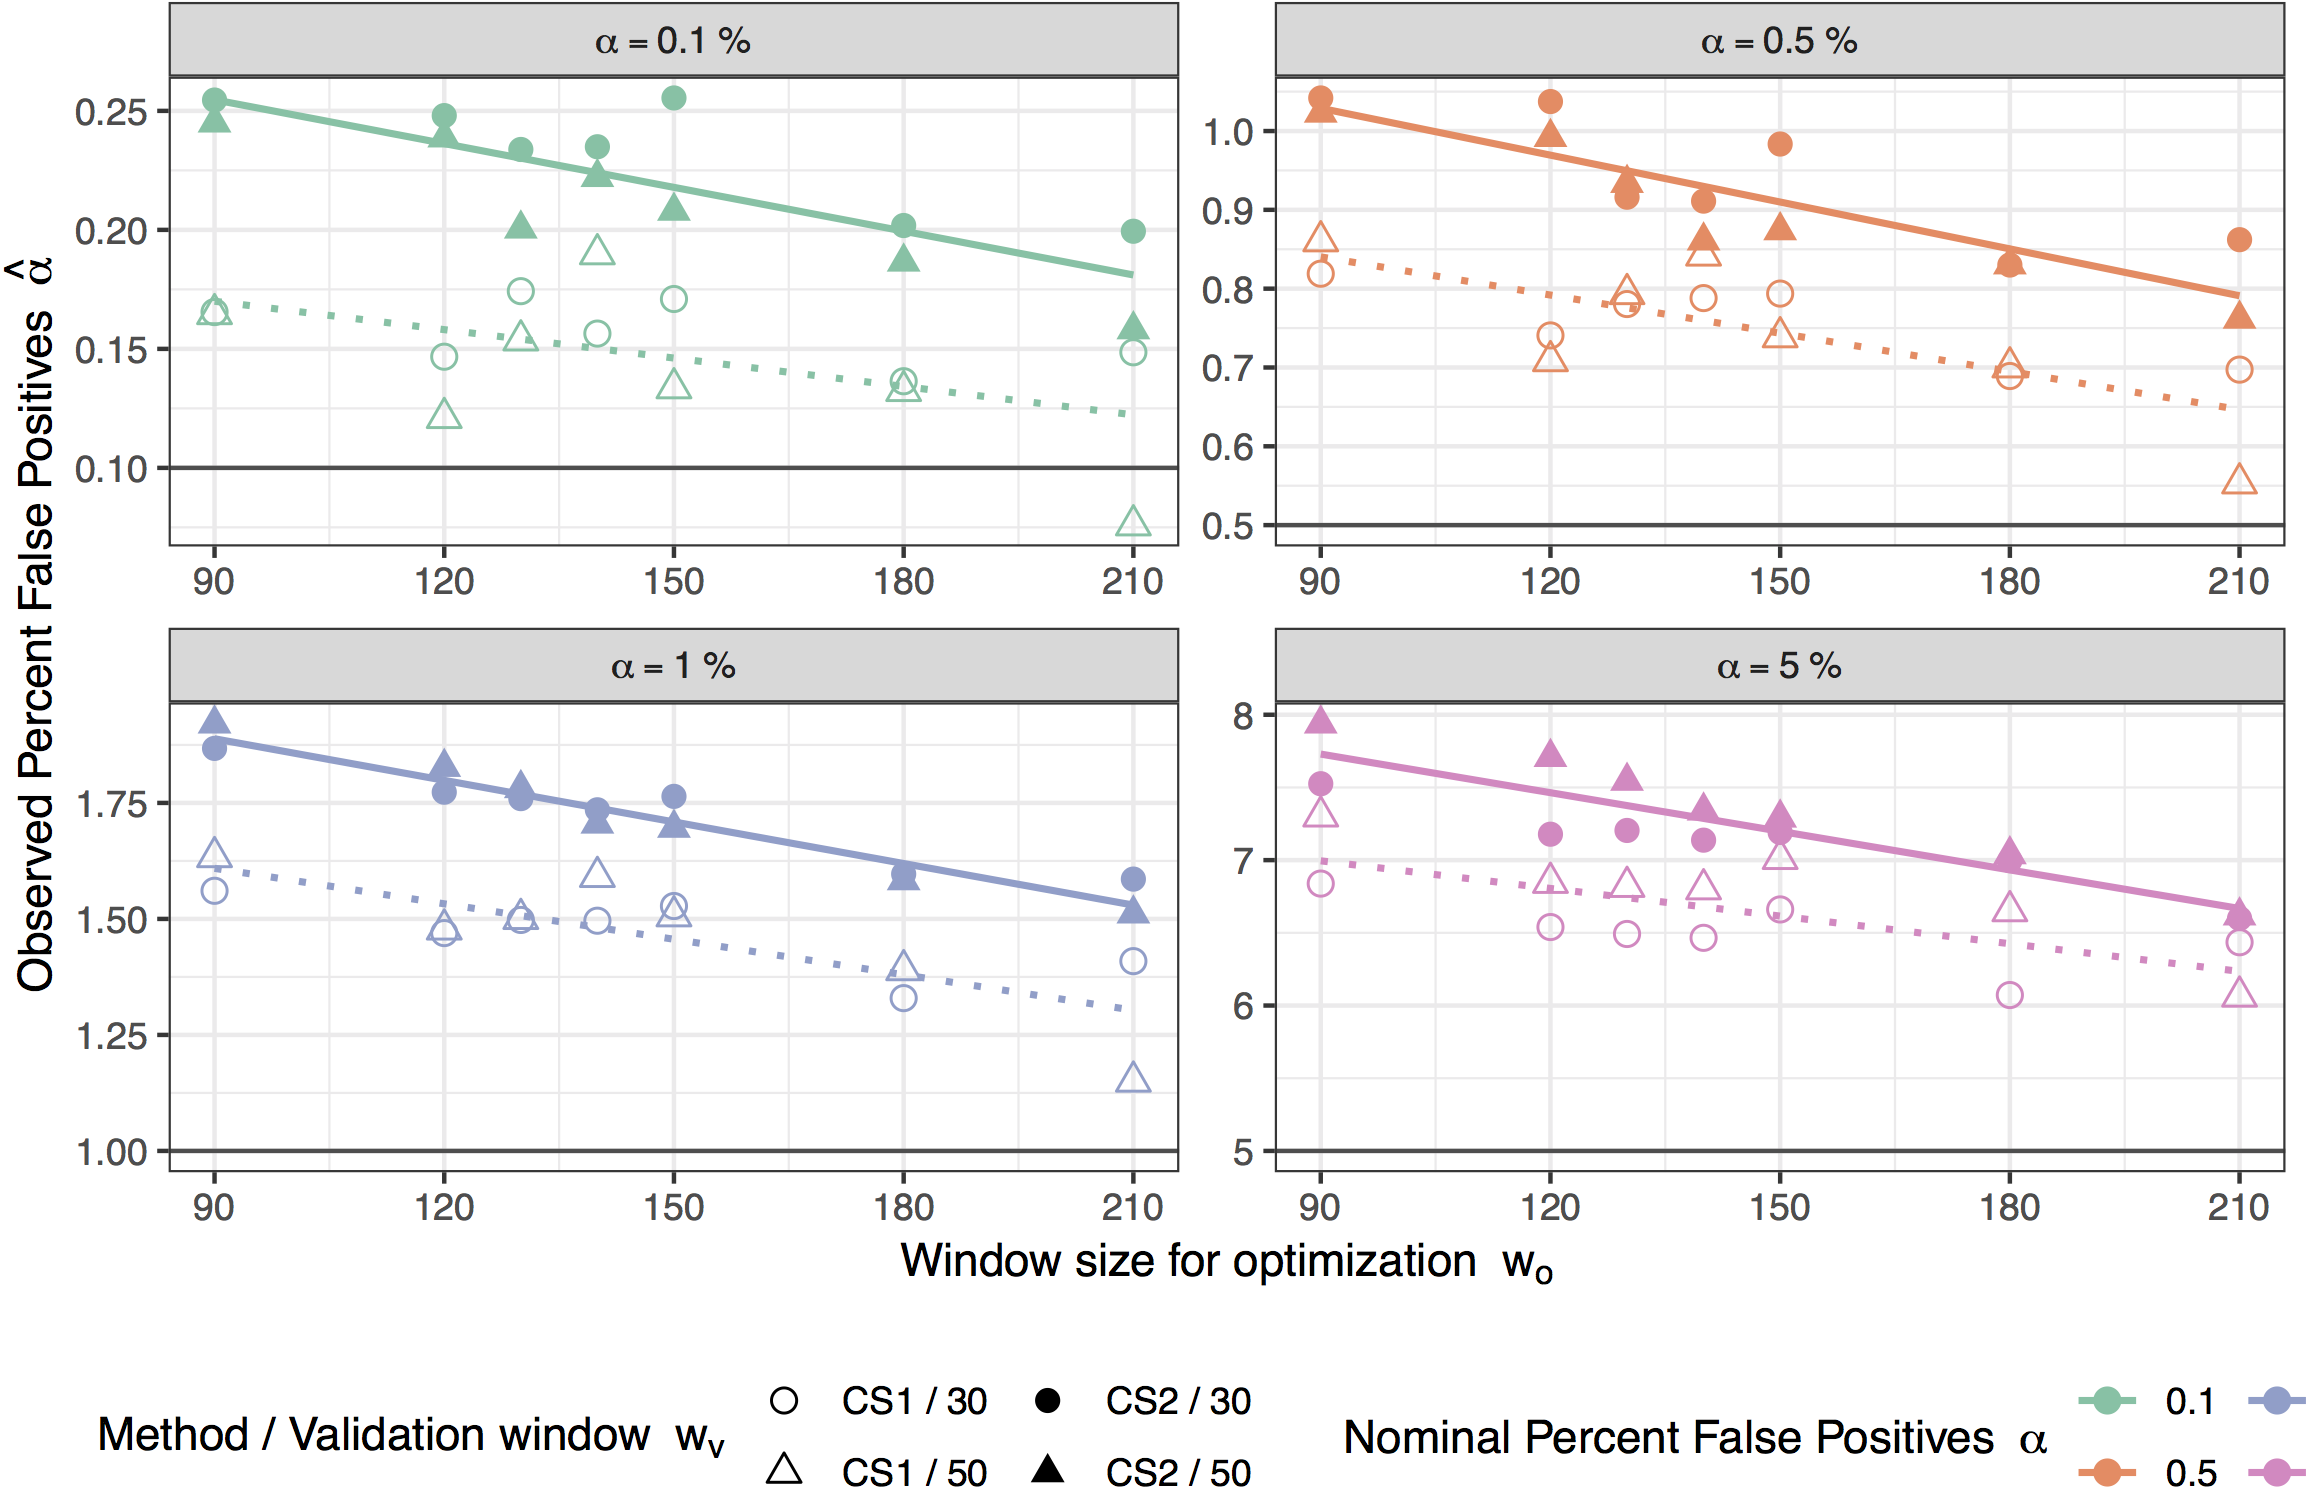 α = 0.1 %
α = 0.5 %
0.25
0.20
0.15
0.10
1.0
0.9
0.8
0.7
0.6
0.5
90 120 150 180 210
90 120 150 180 210
α = 1 %
α = 5 %
1.75
1.50
1.25
1.00
8
7
6
5
90 120 150 180 210
90 120 150 180 210
Observed Percent False Positives α̂
Window size for optimization wₒ
Method / Validation window wᵥ
CS1 / 30 CS2 / 30
CS1 / 50 CS2 / 50
Nominal Percent False Positives α
0.1
0.5